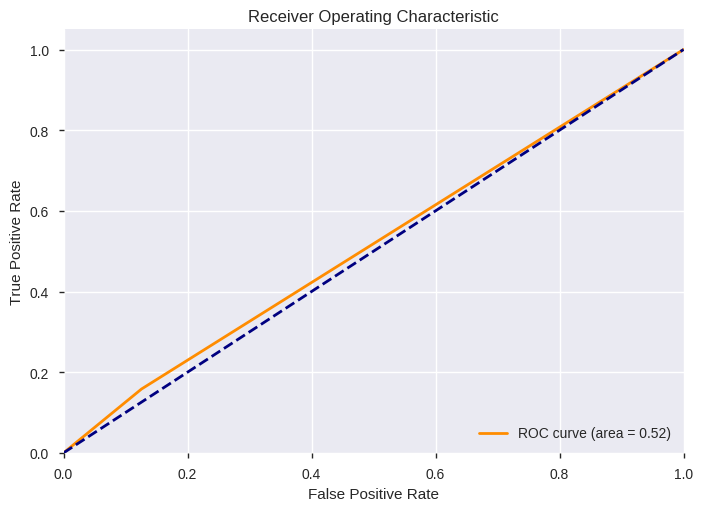 Receiver Operating Characteristic
1.0
0.8
0.6
0.4
0.2
0.0
True Positive Rate
ROC curve (area = 0.52)
0.0 0.2 0.4 0.6 0.8 1.0
False Positive Rate